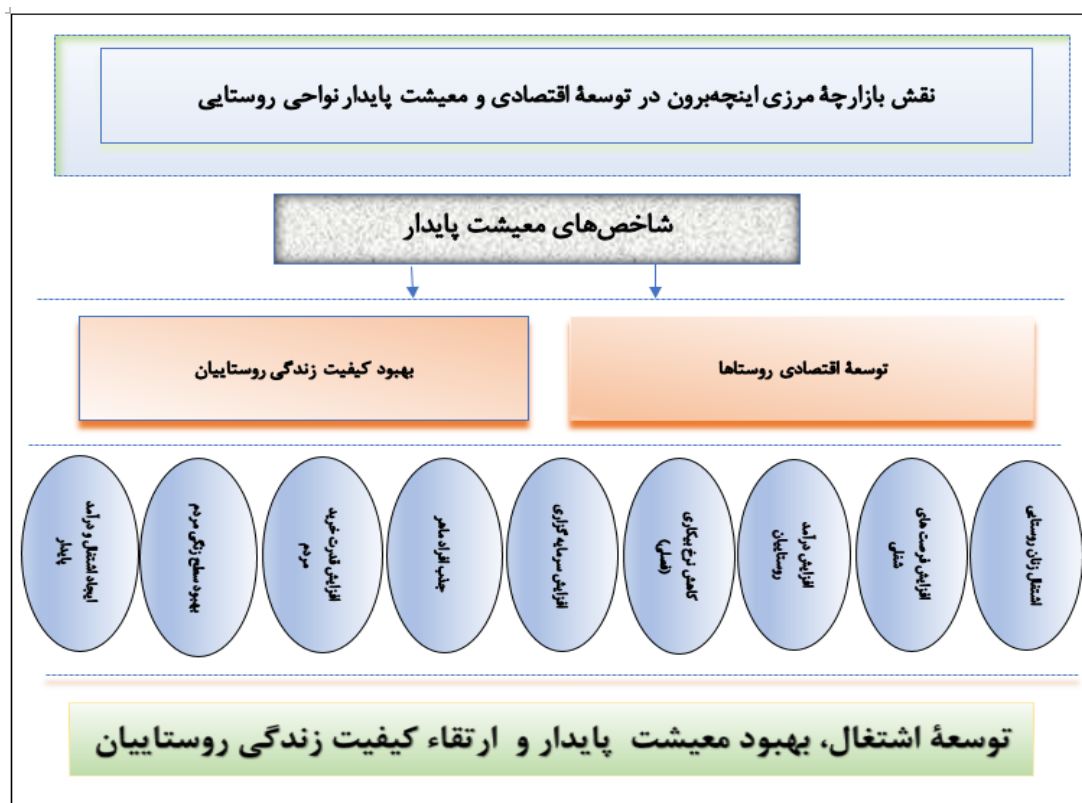 نقش بازارچهٔ مرزی اینچه‌برون در توسعهٔ اقتصادی و معیشت پایدار نواحی روستایی
شاخص‌های معیشت پایدار
توسعهٔ اقتصادی روستاها
بهبود کیفیت زندگی روستاییان
اشتغال زنان روستایی
افزایش فرصت های
شغلی
افزایش درآمد
روستاییان
کاهش نرخ بیکاری
(فصلی)
افزایش سرمایه گزاری
جذب افراد ماهر
افزایش قدرت خرید
مردم
بهبود سطح زنگی مردم
ایجاد اشتغال و درآمد
پایدار
توسعهٔ اشتغال، بهبود معیشت پایدار و ارتقاء کیفیت زندگی روستاییان